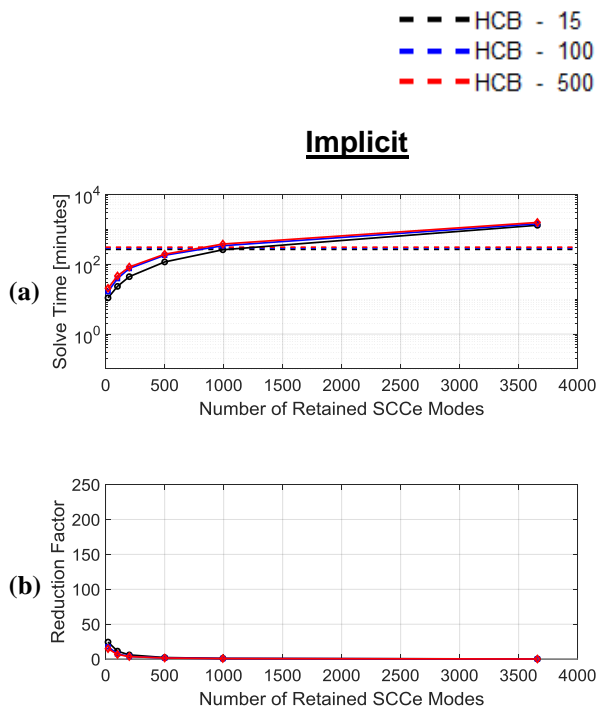 HCB - 15
HCB - 100
HCB - 500
Implicit
(a)
Solve Time [minutes]
10^4
10^2
10^0
0 500 1000 1500 2000 2500 3000 3500 4000
Number of Retained SCCe Modes
(b)
Reduction Factor
250
200
150
100
50
0
0 500 1000 1500 2000 2500 3000 3500 4000
Number of Retained SCCe Modes